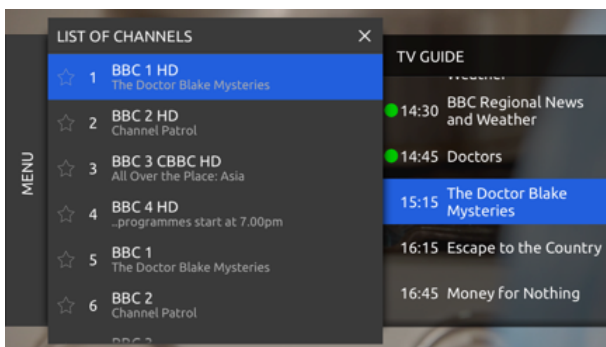 LIST OF CHANNELS
MENU
1 BBC 1 HD
The Doctor Blake Mysteries
2 BBC 2 HD
Channel Patrol
3 BBC 3 CBBC HD
All Over the Place: Asia
4 BBC 4 HD
..programmes start at 7.00pm
5 BBC 1
The Doctor Blake Mysteries
6 BBC 2
Channel Patrol
TV GUIDE
14:30 BBC Regional News
and Weather
14:45 Doctors
15:15 The Doctor Blake
Mysteries
16:15 Escape to the Country
16:45 Money for Nothing